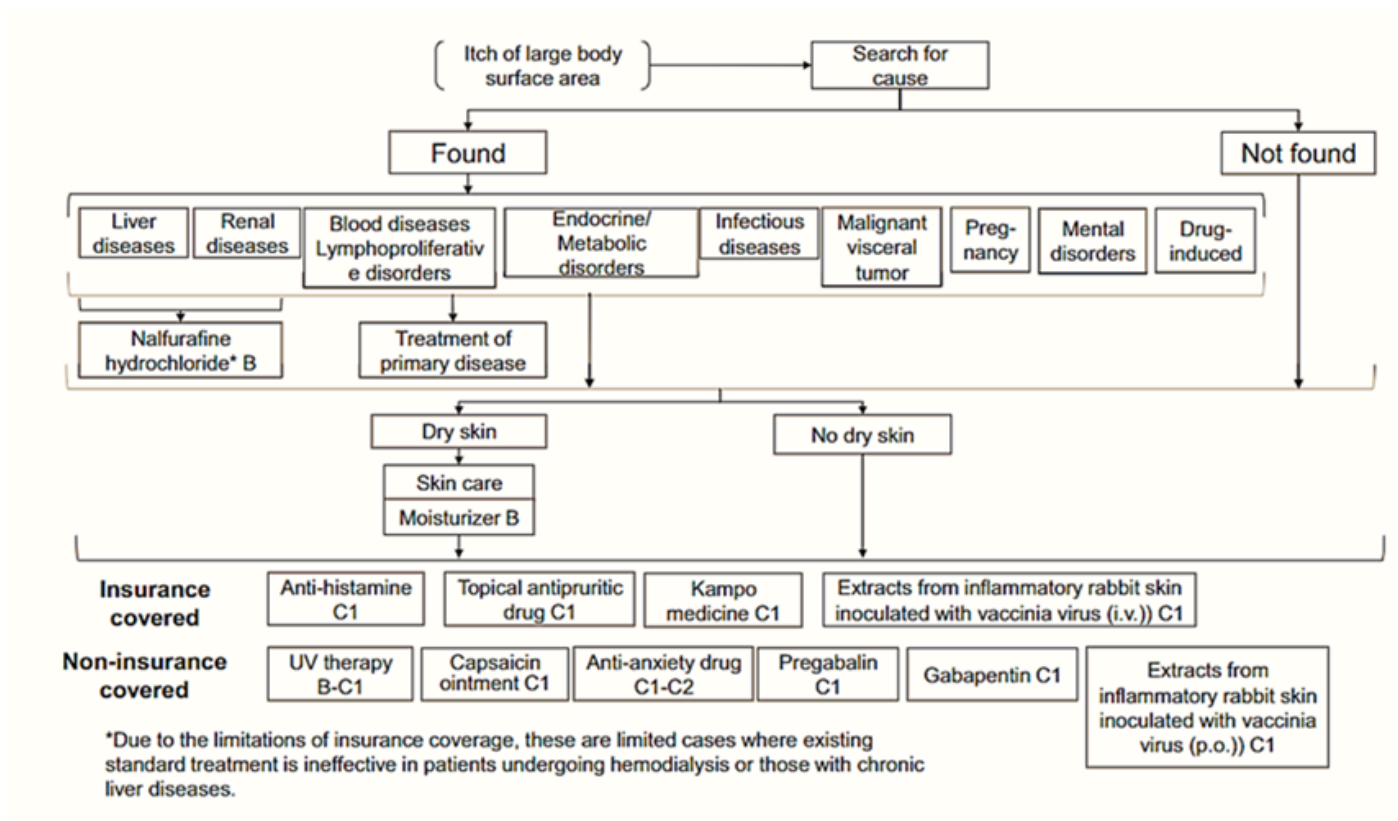 Itch of large body
surface area
Search for
cause
Found
Not found
Liver
diseases
Renal
diseases
Blood diseases
Lymphoproliferativ
e disorders
Endocrine/
Metabolic
disorders
Infectious
diseases
Malignant
visceral
tumor
Preg-
nancy
Mental
disorders
Drug-
induced
Nalfurafine
hydrochloride* B
Treatment of
primary disease
Dry skin
No dry skin
Skin care
Moisturizer B
Insurance
covered
Anti-histamine
C1
Topical antipruritic
drug C1
Kampo
medicine C1
Extracts from inflammatory rabbit skin
inoculated with vaccinia virus (i.v.)) C1
Non-insurance
covered
UV therapy
B-C1
Capsaicin
ointment C1
Anti-anxiety drug
C1-C2
Pregabalin
C1
Gabapentin C1
Extracts from
inflammatory rabbit skin
inoculated with vaccinia
virus (p.o.)) C1
*Due to the limitations of insurance coverage, these are limited cases where existing
standard treatment is ineffective in patients undergoing hemodialysis or those with chronic
liver diseases.